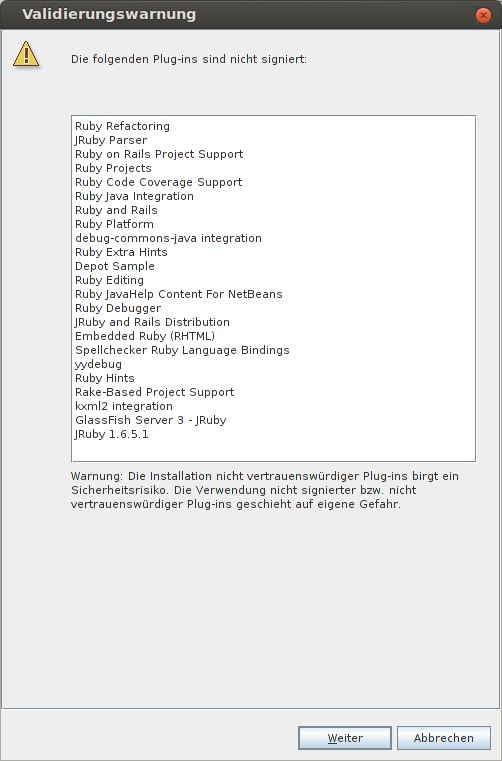 Validierungswarnung
Die folgenden Plug-ins sind nicht signiert:
Ruby Refactoring
JRuby Parser
Ruby on Rails Project Support
Ruby Projects
Ruby Code Coverage Support
Ruby Java Integration
Ruby and Rails
Ruby Platform
debug-commons-java integration
Ruby Extra Hints
Depot Sample
Ruby Editing
Ruby JavaHelp Content For NetBeans
Ruby Debugger
JRuby and Rails Distribution
Embedded Ruby (RHTML)
Spellchecker Ruby Language Bindings
yydebug
Ruby Hints
Rake-Based Project Support
kxml2 integration
GlassFish Server 3 - JRuby
JRuby 1.6.5.1
Warnung: Die Installation nicht vertrauenswürdiger Plug-ins birgt ein
Sicherheitsrisiko. Die Verwendung nicht signierter bzw. nicht
vertrauenswürdiger Plug-ins geschieht auf eigene Gefahr.
Weiter
Abbrechen